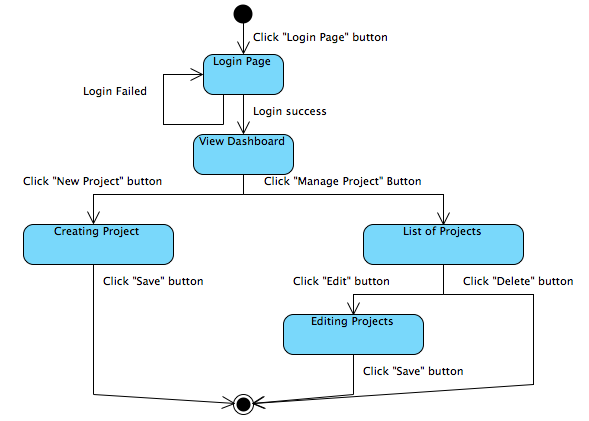 Click "Login Page" button
Login Page
Login Failed
Login success
View Dashboard
Click "New Project" button
Click "Manage Project" Button
Creating Project
List of Projects
Click "Save" button
Click "Edit" button
Click "Delete" button
Editing Projects
Click "Save" button